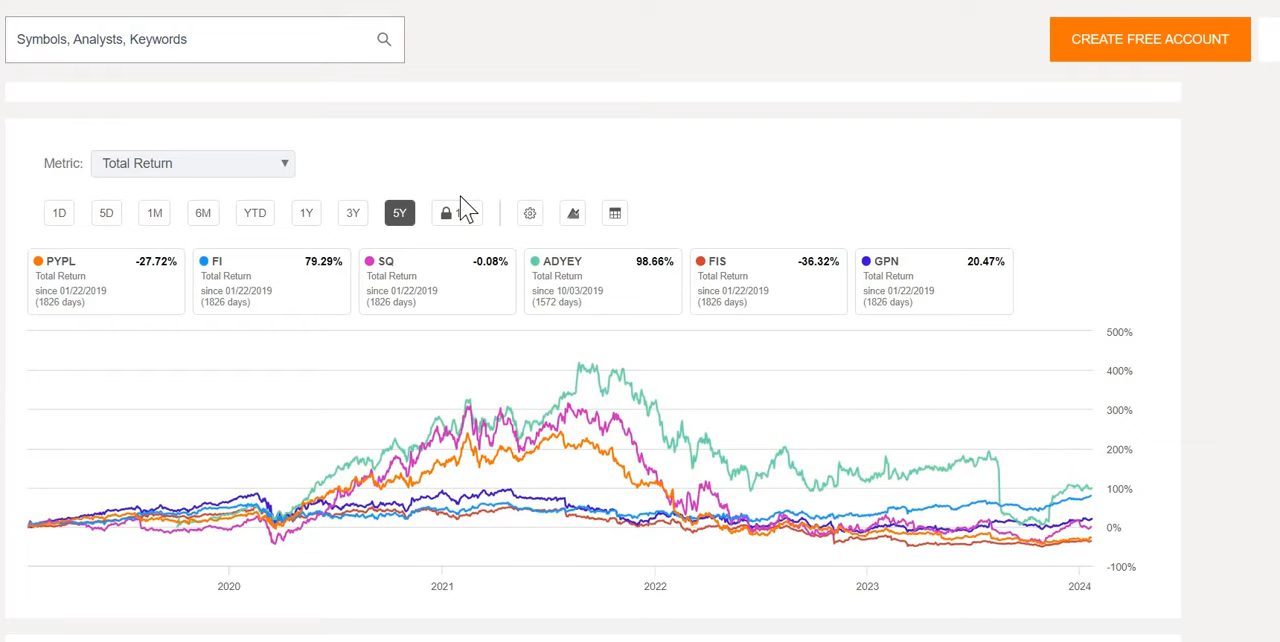 Symbols, Analysts, Keywords
CREATE FREE ACCOUNT
Metric: Total Return
1D 5D 1M 6M YTD 1Y 3Y 5Y
PYPL -27.72%
Total Return
since 01/22/2019
(1826 days)
FI 79.29%
Total Return
since 01/22/2019
(1826 days)
SQ -0.08%
Total Return
since 01/22/2019
(1826 days)
ADYEY 98.66%
Total Return
since 10/03/2019
(1572 days)
FIS -36.32%
Total Return
since 01/22/2019
(1826 days)
GPN 20.47%
Total Return
since 01/22/2019
(1826 days)
500%
400%
300%
200%
100%
0%
-100%
2020 2021 2022 2023 2024